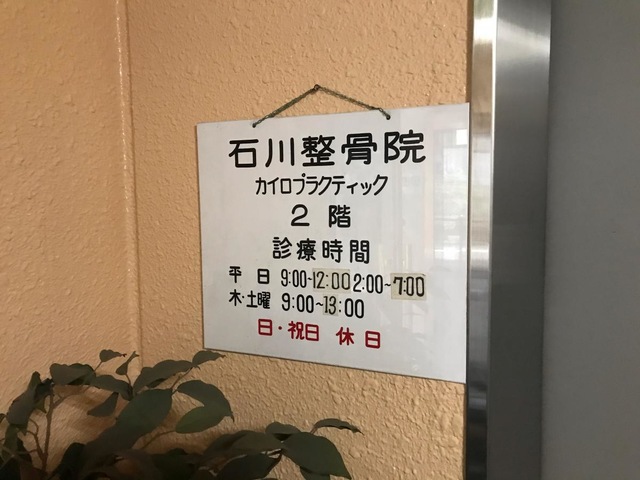 石川整骨院
カイロプラクティック
2 階
診療時間
平 日 9:00~12:00 2:00~7:00
木・土曜 9:00~13:00
日・祝日 休日